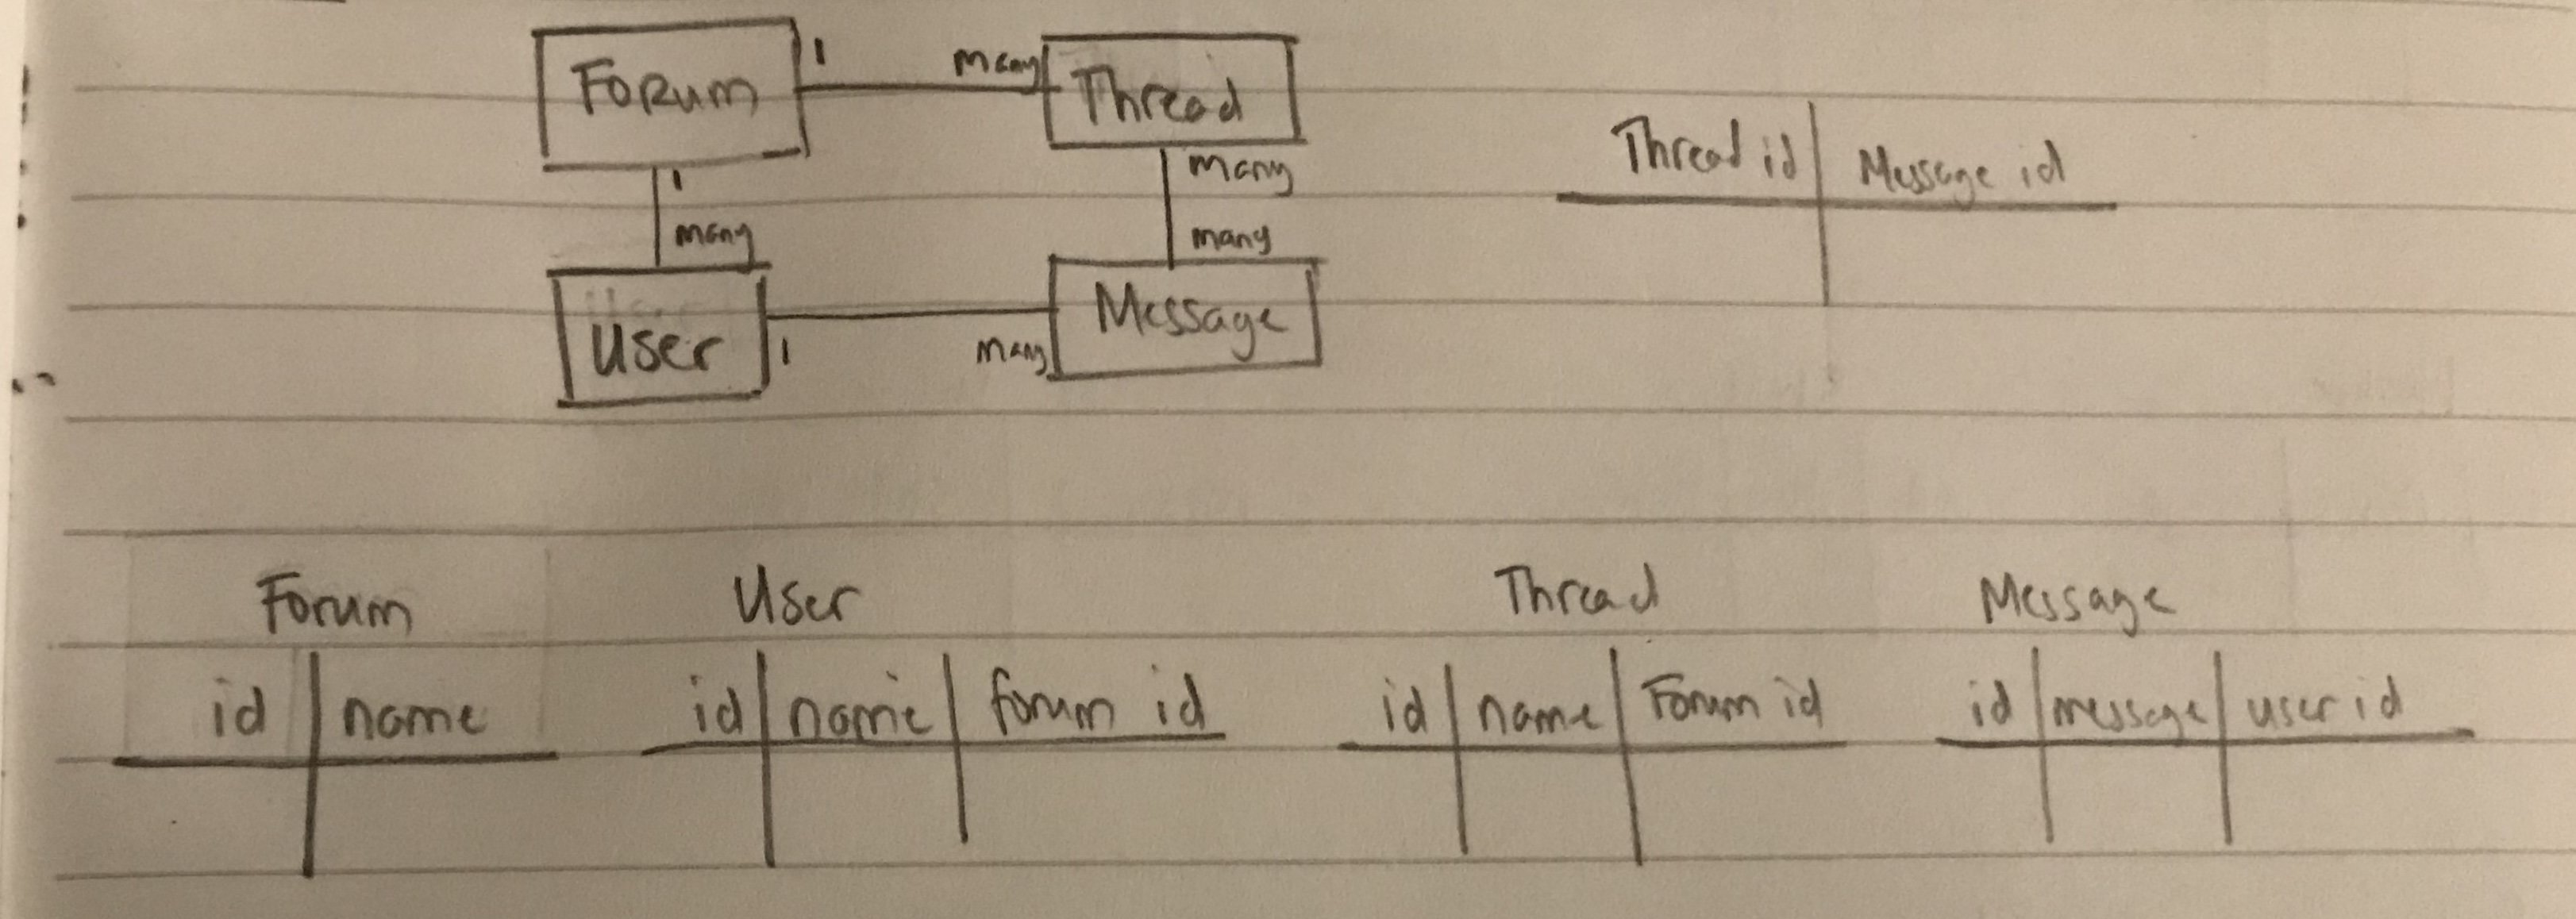 Forum 1 many Thread
1 many
many many
User 1 many Message
Thread id Message id
Forum User Thread Message
id name id name forum id id name Forum id id message user id